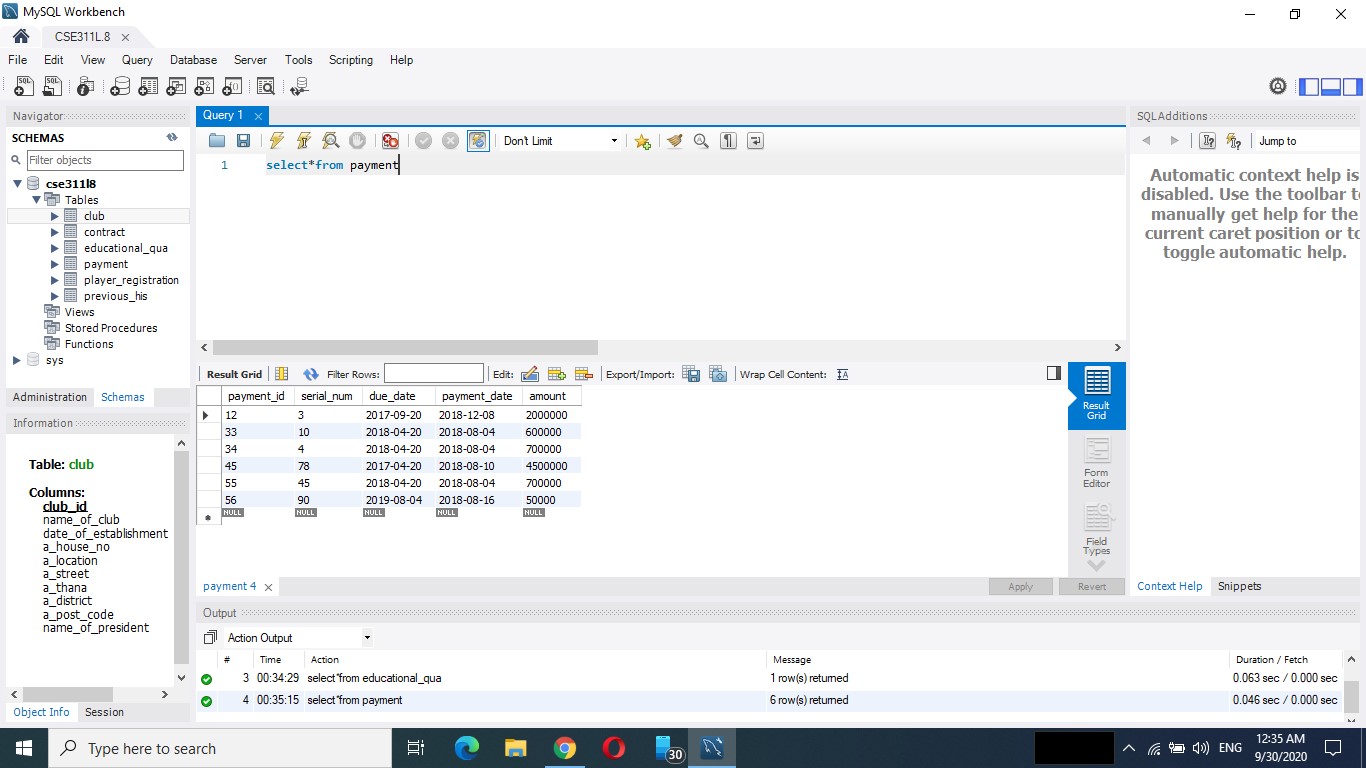 MySQL Workbench
CSE311L.8
File Edit View Query Database Server Tools Scripting Help
Navigator
SCHEMAS
Filter objects
cse311l8
Tables
club
contract
educational_qua
payment
player_registration
previous_his
Views
Stored Procedures
Functions
sys
Administration Schemas
Information
Table: club
Columns:
club_id
name_of_club
date_of_establishment
a_house_no
a_location
a_street
a_thana
a_district
a_post_code
name_of_president
Object Info Session
Query 1
Don't Limit
1 select*from payment
Result Grid Filter Rows: Edit: Export/Import: Wrap Cell Content:
payment_id serial_num due_date payment_date amount
12 3 2017-09-20 2018-12-08 2000000
33 10 2018-04-20 2018-08-04 600000
34 4 2018-04-20 2018-08-04 700000
45 78 2017-04-20 2018-08-10 4500000
55 45 2018-04-20 2018-08-04 700000
56 90 2019-08-04 2018-08-16 50000
NULL NULL NULL NULL NULL
Result
Grid
Form
Editor
Field
Types
payment 4
Apply Revert
SQLAdditions
Jump to
Automatic context help is
disabled. Use the toolbar to
manually get help for the
current caret position or to
toggle automatic help.
Context Help Snippets
Output
Action Output
# Time Action Message Duration / Fetch
3 00:34:29 select*from educational_qua 1 row(s) returned 0.063 sec / 0.000 sec
4 00:35:15 select*from payment 6 row(s) returned 0.046 sec / 0.000 sec
Type here to search
30
ENG
12:35 AM
9/30/2020